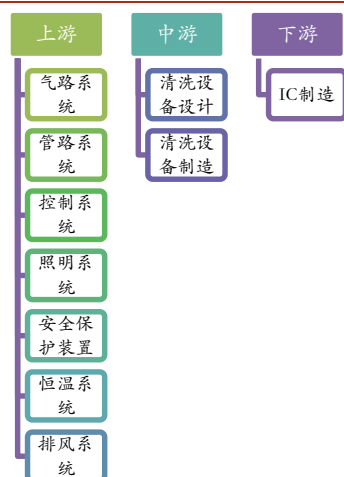 上游
气路系
统
管路系
统
控制系
统
照明系
统
安全保
护装置
恒温系
统
排风系
统
中游
清洗设
备设计
清洗设
备制造
下游
IC制造